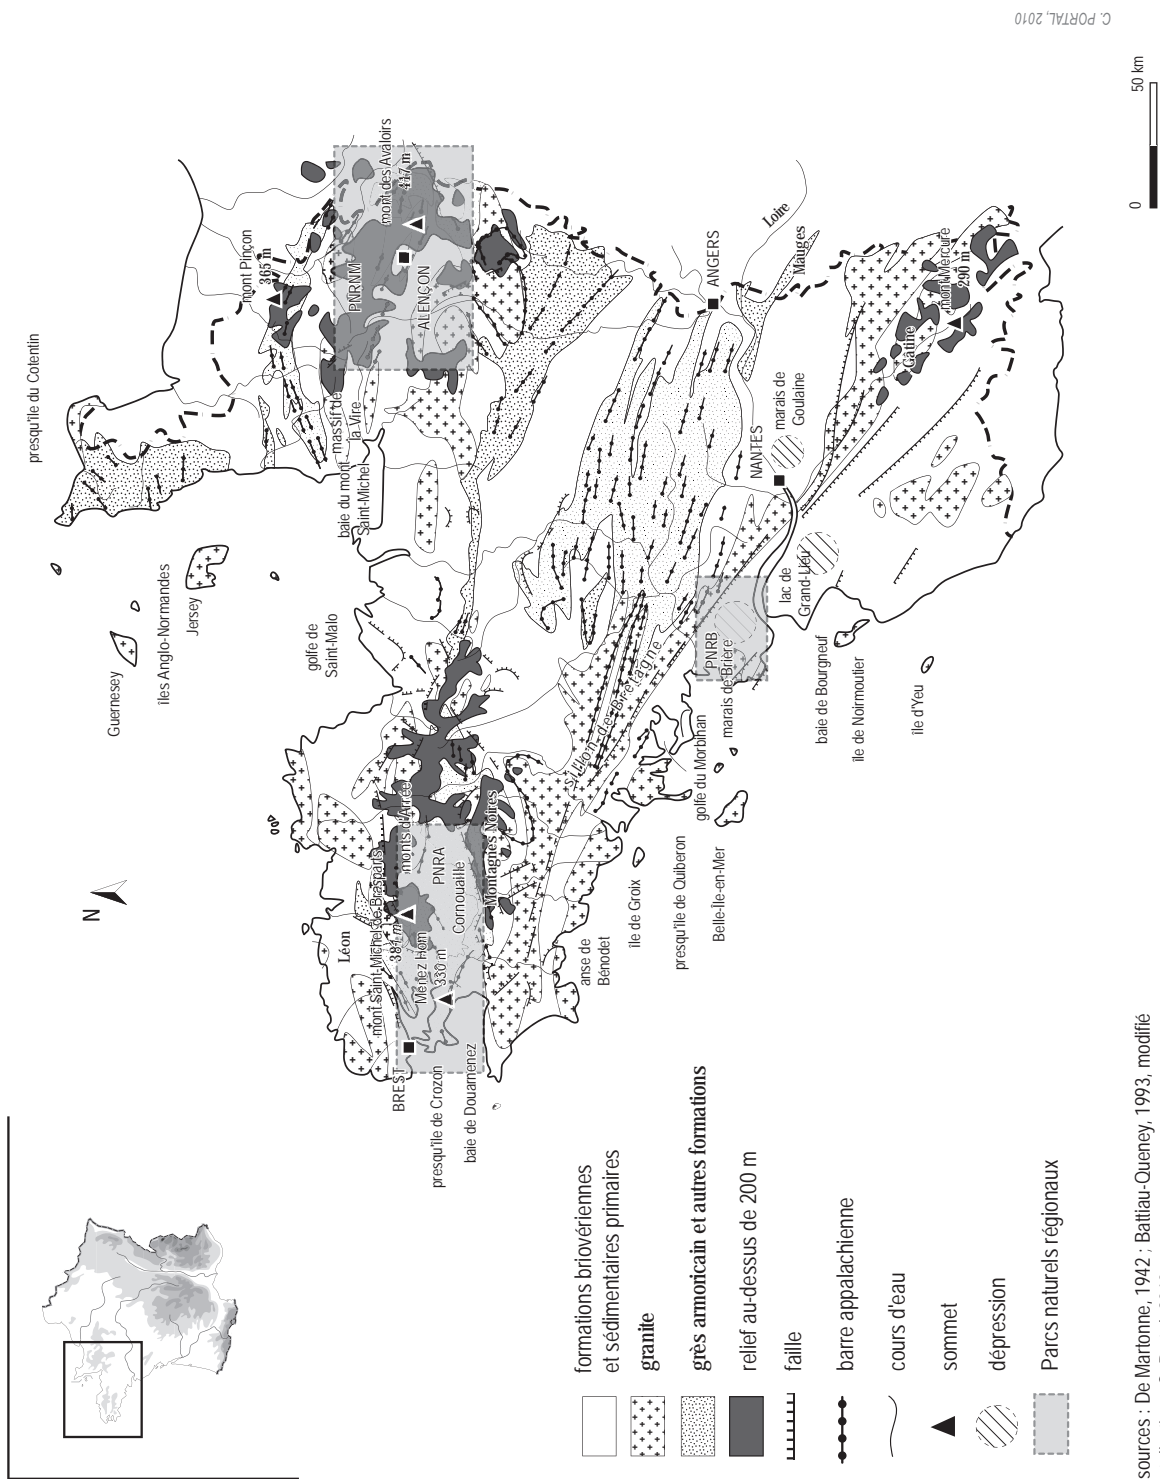 C. PORTAL, 2010
0
50 km
N
presqu'île du Cotentin
Guernesey
îles Anglo-Normandes
Jersey
golfe de
Saint-Malo
baie du mont
Saint-Michel
massif de
la Vire
mont Pinçon
365 m
PNRNM
mont des Avaloirs
417 m
ALENÇON
Léon
mont Saint-Michel de Brasparts
381 m
monts d'Arrée
Ménez Hom
330 m
PNRA
Cornouaille
Montagnes Noires
BREST
presqu'île de Crozon
baie de Douarnenez
anse de
Bénodet
île de Groix
presqu'île de Quiberon
Belle-Île-en-Mer
golfe du Morbihan
sillon de Bretagne
PNRB
marais de Brière
NANTES
marais de
Goulaine
lac de
Grand-Lieu
baie de Bourgneuf
île de Noirmoutier
île d'Yeu
ANGERS
Loire
Mauges
Gâtine
mont Mercure
290 m
formations briovériennes
et sédimentaires primaires
granite
grès armoricain et autres formations
relief au-dessus de 200 m
faille
barre appalachienne
cours d'eau
sommet
dépression
Parcs naturels régionaux
sources : De Martonne, 1942 ; Battiau-Queney, 1993, modifié